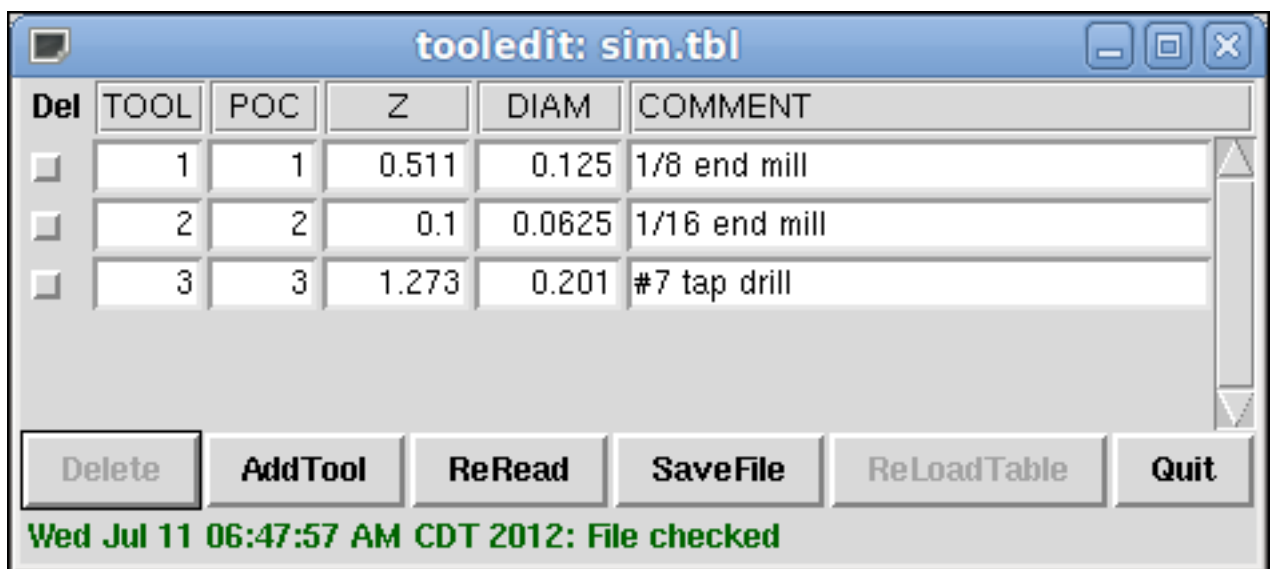 tooledit: sim.tbl
Del TOOL POC Z DIAM COMMENT
1 1 0.511 0.125 1/8 end mill
2 2 0.1 0.0625 1/16 end mill
3 3 1.273 0.201 #7 tap drill
Delete AddTool ReRead SaveFile ReLoadTable Quit
Wed Jul 11 06:47:57 AM CDT 2012: File checked